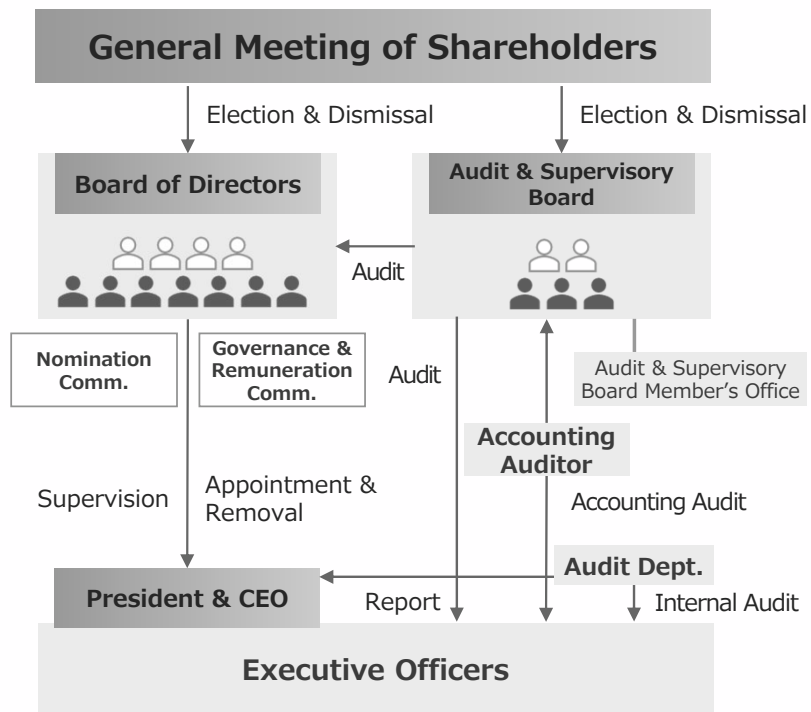 General Meeting of Shareholders
Election & Dismissal
Election & Dismissal
Board of Directors
Audit & Supervisory
Board
Audit
Nomination
Comm.
Governance &
Remuneration
Comm.
Audit
Audit & Supervisory
Board Member’s Office
Accounting
Auditor
Supervision
Appointment &
Removal
Accounting Audit
Audit Dept.
President & CEO
Report
Internal Audit
Executive Officers